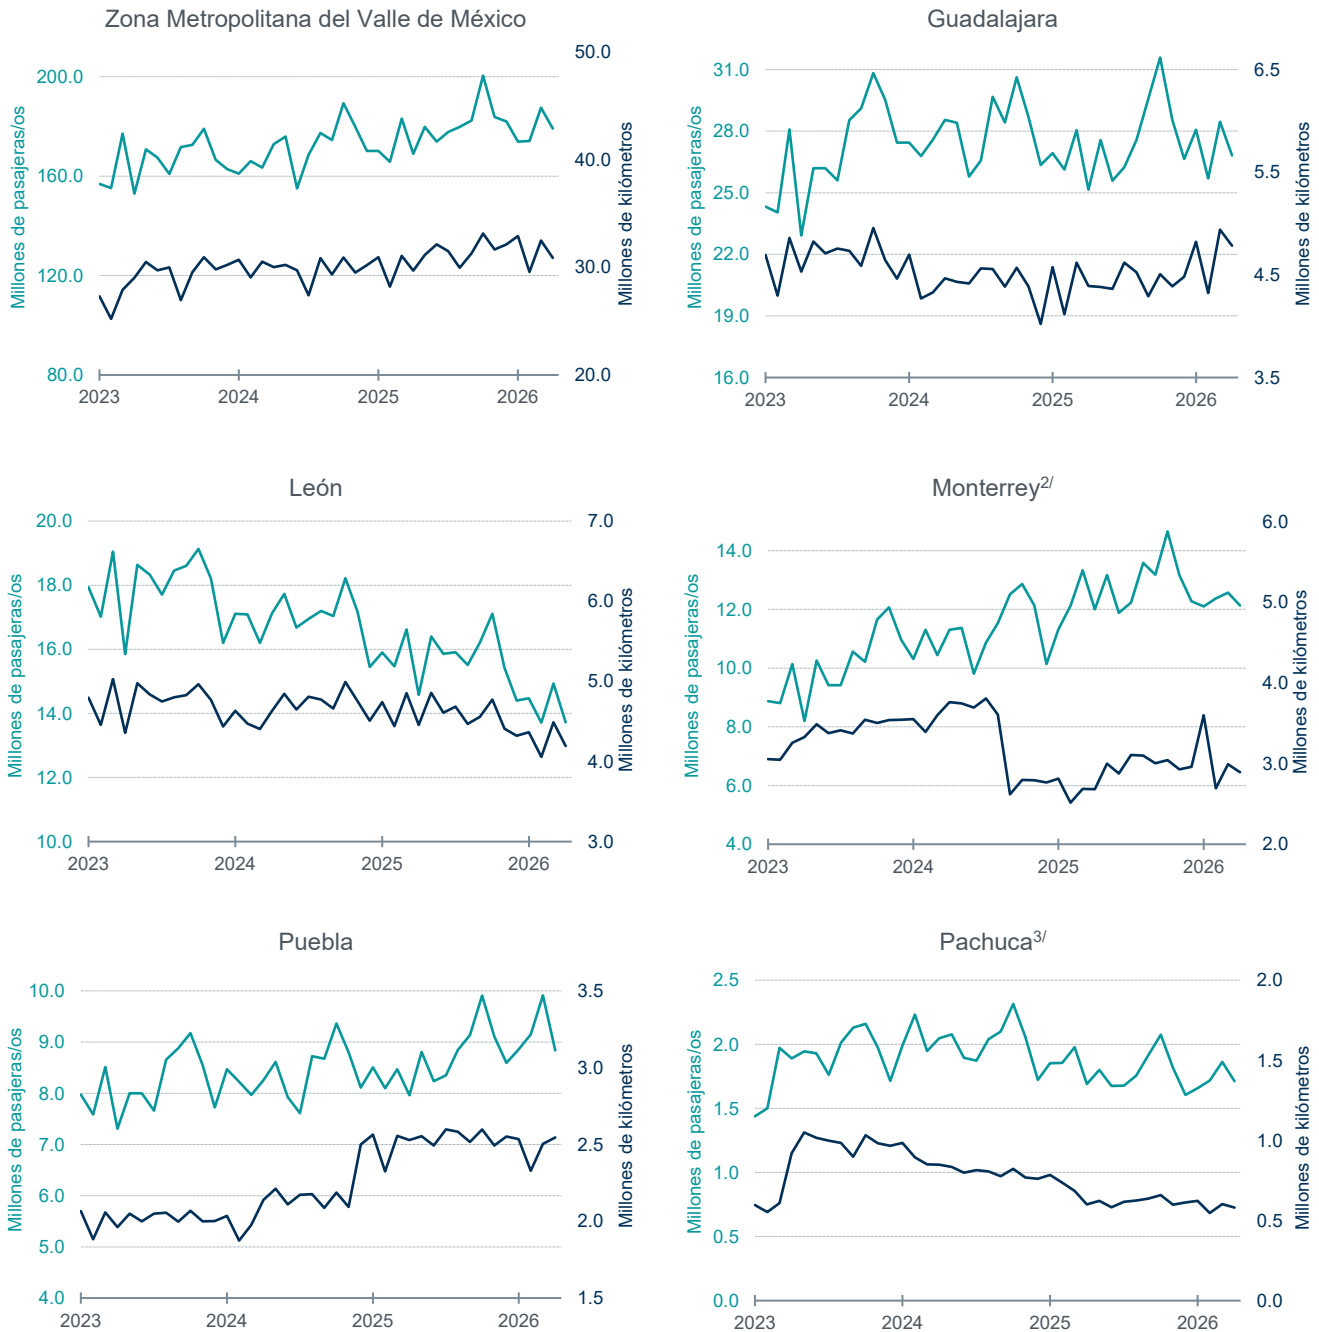 Zona Metropolitana del Valle de México
Millones de pasajeras/os
200.0
160.0
120.0
80.0
50.0
40.0
30.0
20.0
Millones de kilómetros
2023 2024 2025 2026
Guadalajara
Millones de pasajeras/os
31.0
28.0
25.0
22.0
19.0
16.0
6.5
5.5
4.5
3.5
Millones de kilómetros
2023 2024 2025 2026
León
Millones de pasajeras/os
20.0
18.0
16.0
14.0
12.0
10.0
7.0
6.0
5.0
4.0
3.0
Millones de kilómetros
2023 2024 2025 2026
Monterrey2/
Millones de pasajeras/os
14.0
12.0
10.0
8.0
6.0
4.0
6.0
5.0
4.0
3.0
2.0
Millones de kilómetros
2023 2024 2025 2026
Puebla
Millones de pasajeras/os
10.0
9.0
8.0
7.0
6.0
5.0
4.0
3.5
3.0
2.5
2.0
1.5
Millones de kilómetros
2023 2024 2025 2026
Pachuca3/
Millones de pasajeras/os
2.5
2.0
1.5
1.0
0.5
0.0
2.0
1.5
1.0
0.5
0.0
Millones de kilómetros
2023 2024 2025 2026